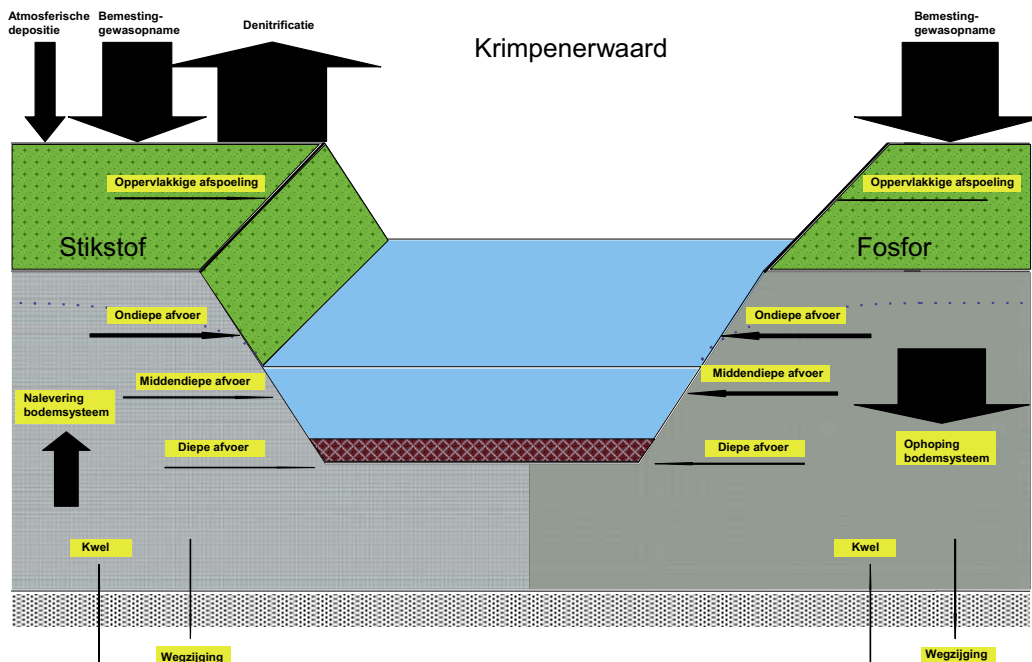 Atmosferische
depositie
Bemesting-
gewasopname
Denitrificatie
Krimpenerwaard
Bemesting-
gewasopname
Oppervlakkige afspoeling
Oppervlakkige afspoeling
Stikstof
Fosfor
Ondiepe afvoer
Ondiepe afvoer
Middendiepe afvoer
Middendiepe afvoer
Nalevering
bodemsysteem
Diepe afvoer
Diepe afvoer
Ophoping
bodemsysteem
Kwel
Kwel
Wegzijging
Wegzijging